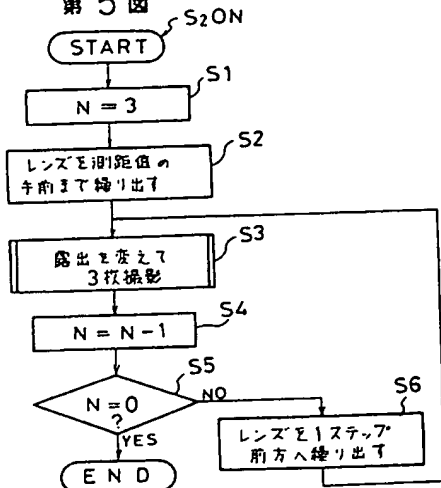 第5図
S2ON
START
S1
N=3
S2
レンズを測距値の
手前まで繰り出す
S3
露出を変えて
3枚撮影
S4
N=N-1
S5
N=0
?
NO
YES
S6
レンズを1ステップ
前方へ繰り出す
END